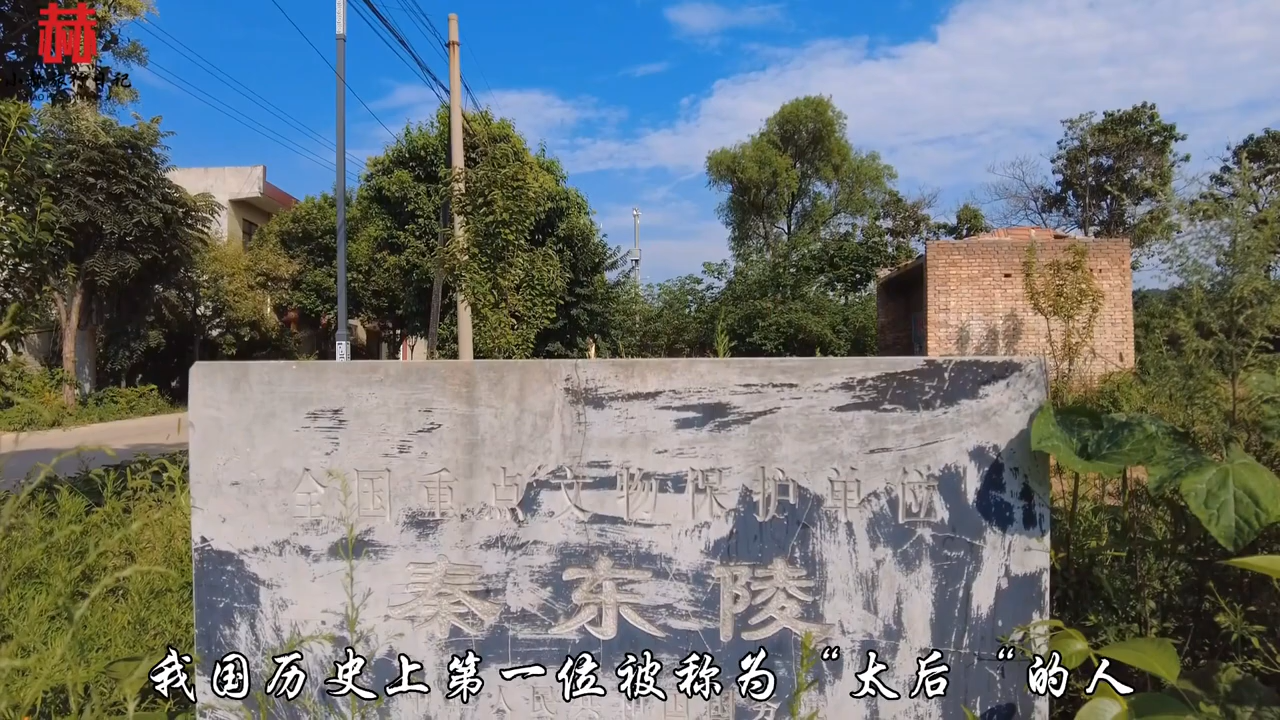 赫
全国重点文物保护单位
秦东陵
我国历史上第一位被称为“太后“的人